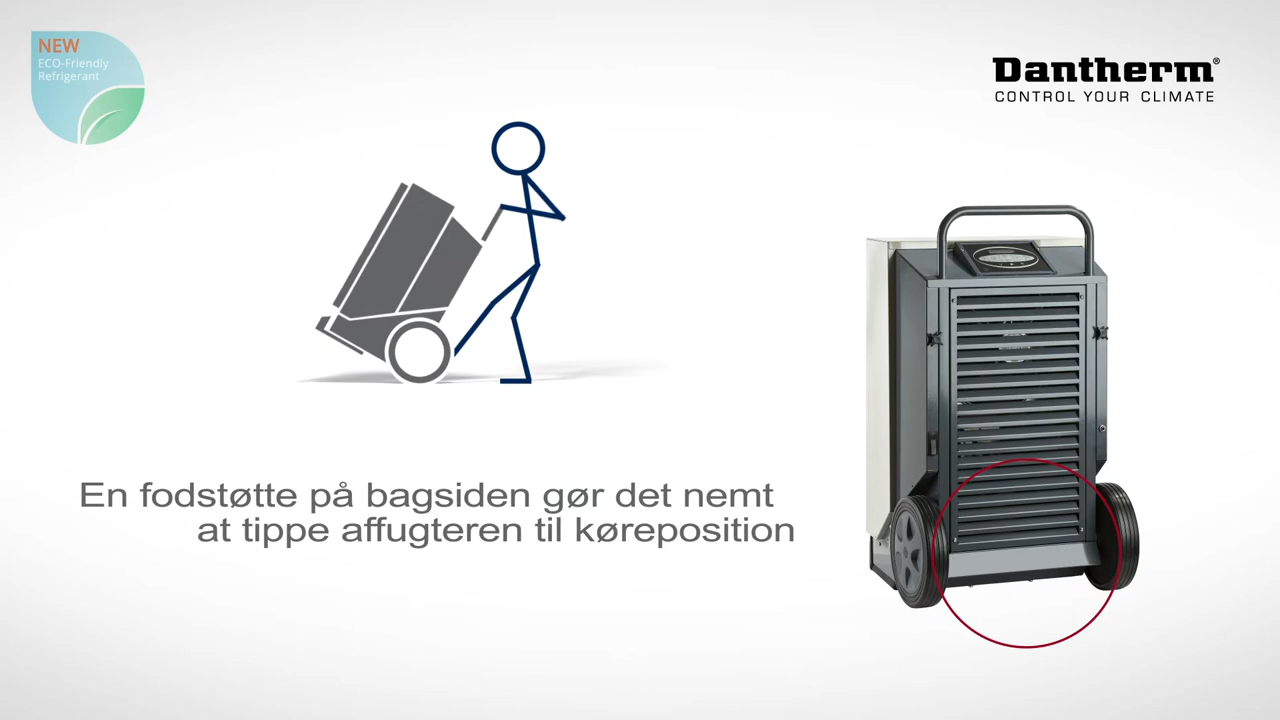 NEW
ECO-Friendly
Refrigerant
Dantherm®
CONTROL YOUR CLIMATE
En fodstøtte på bagsiden gør det nemt
at tippe affugteren til køreposition